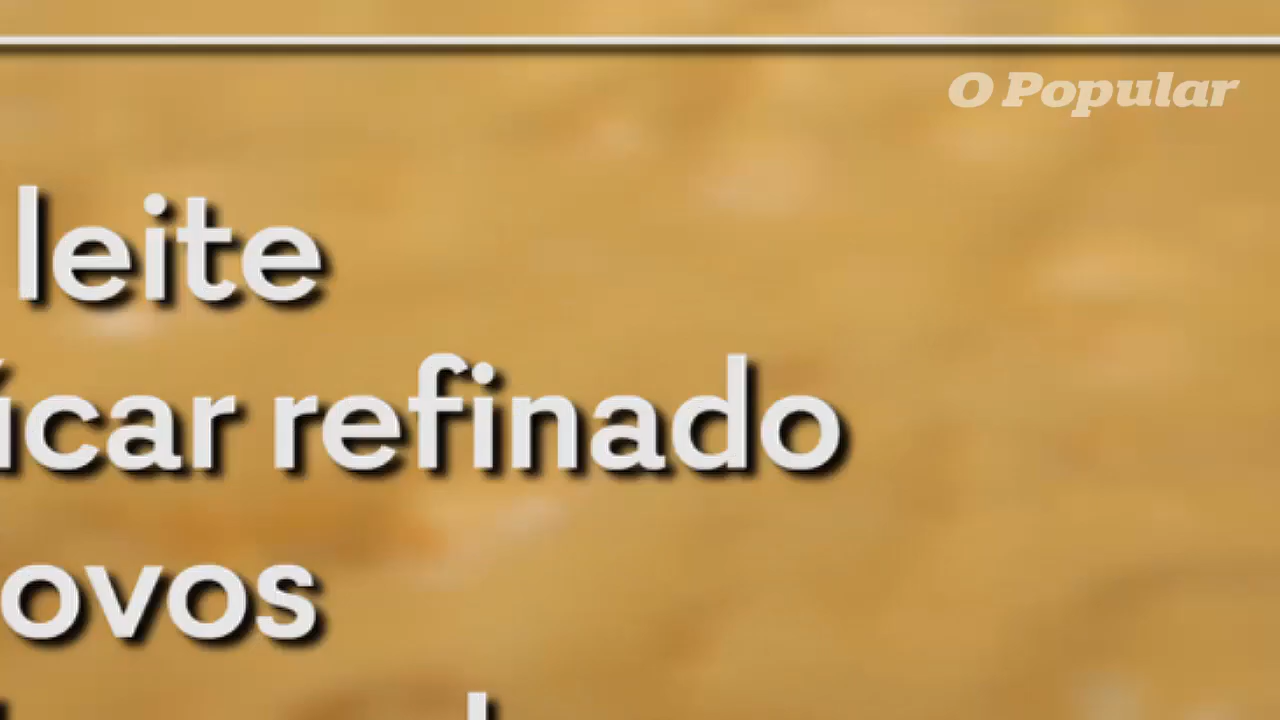 O Popular
leite
úcar refinado
ovos